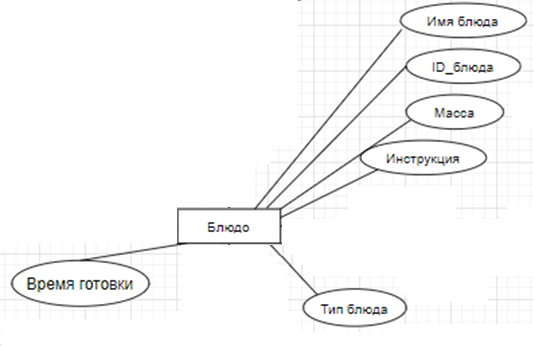 Имя блюда
ID_блюда
Масса
Инструкция
Блюдо
Время готовки
Тип блюда